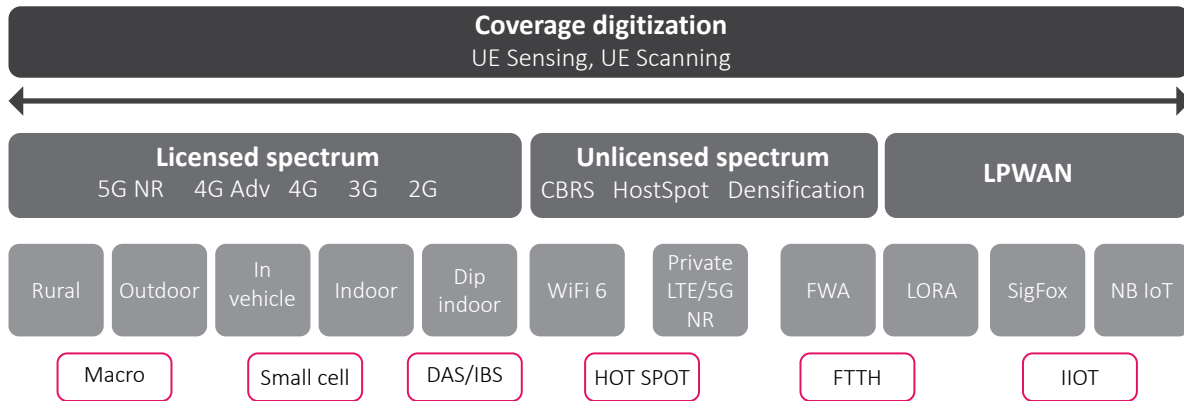 Coverage digitization
UE Sensing, UE Scanning
Licensed spectrum
5G NR 4G Adv 4G 3G 2G
Unlicensed spectrum
CBRS HostSpot Densification
LPWAN
Rural
Outdoor
In
vehicle
Indoor
Dip
indoor
WiFi 6
Private
LTE/5G
NR
FWA
LORA
SigFox
NB IoT
Macro
Small cell
DAS/IBS
HOT SPOT
FTTH
IIOT